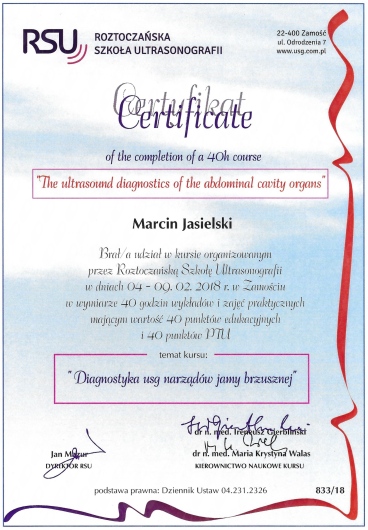 RSU
ROZTOCZAŃSKA
SZKOŁA ULTRASONOGRAFII
22-400 Zamość
ul. Odrodzenia 7
www.usg.com.pl
Certyfikat
Certificate
of the completion of a 40h course
"The ultrasound diagnostics of the abdominal cavity organs"
Marcin Jasielski
Brał/a udział w kursie organizowanym
przez Roztoczańską Szkołę Ultrasonografii
w dniach 04 - 09. 02. 2018 r. w Zamościu
w wymiarze 40 godzin wykładów i zajęć praktycznych
mającym wartość 40 punktów edukacyjnych
i 40 punktów PTU
temat kursu:
"Diagnostyka usg narządów jamy brzusznej"
Jan Mazur
DYREKTOR RSU
dr n. med. Ireneusz Gierbliński
dr n. med. Maria Krystyna Walas
KIEROWNICTWO NAUKOWE KURSU
podstawa prawna: Dziennik Ustaw 04.231.2326
833/18